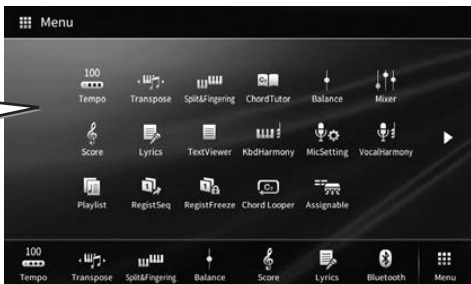 Menu
100
Tempo Transpose Split&Fingering ChordTutor Balance Mixer
Score Lyrics TextViewer KbdHarmony MicSetting VocalHarmony
Playlist RegistSeq RegistFreeze Chord Looper Assignable
100
Tempo Transpose Split&Fingering Balance Score Lyrics Bluetooth Menu